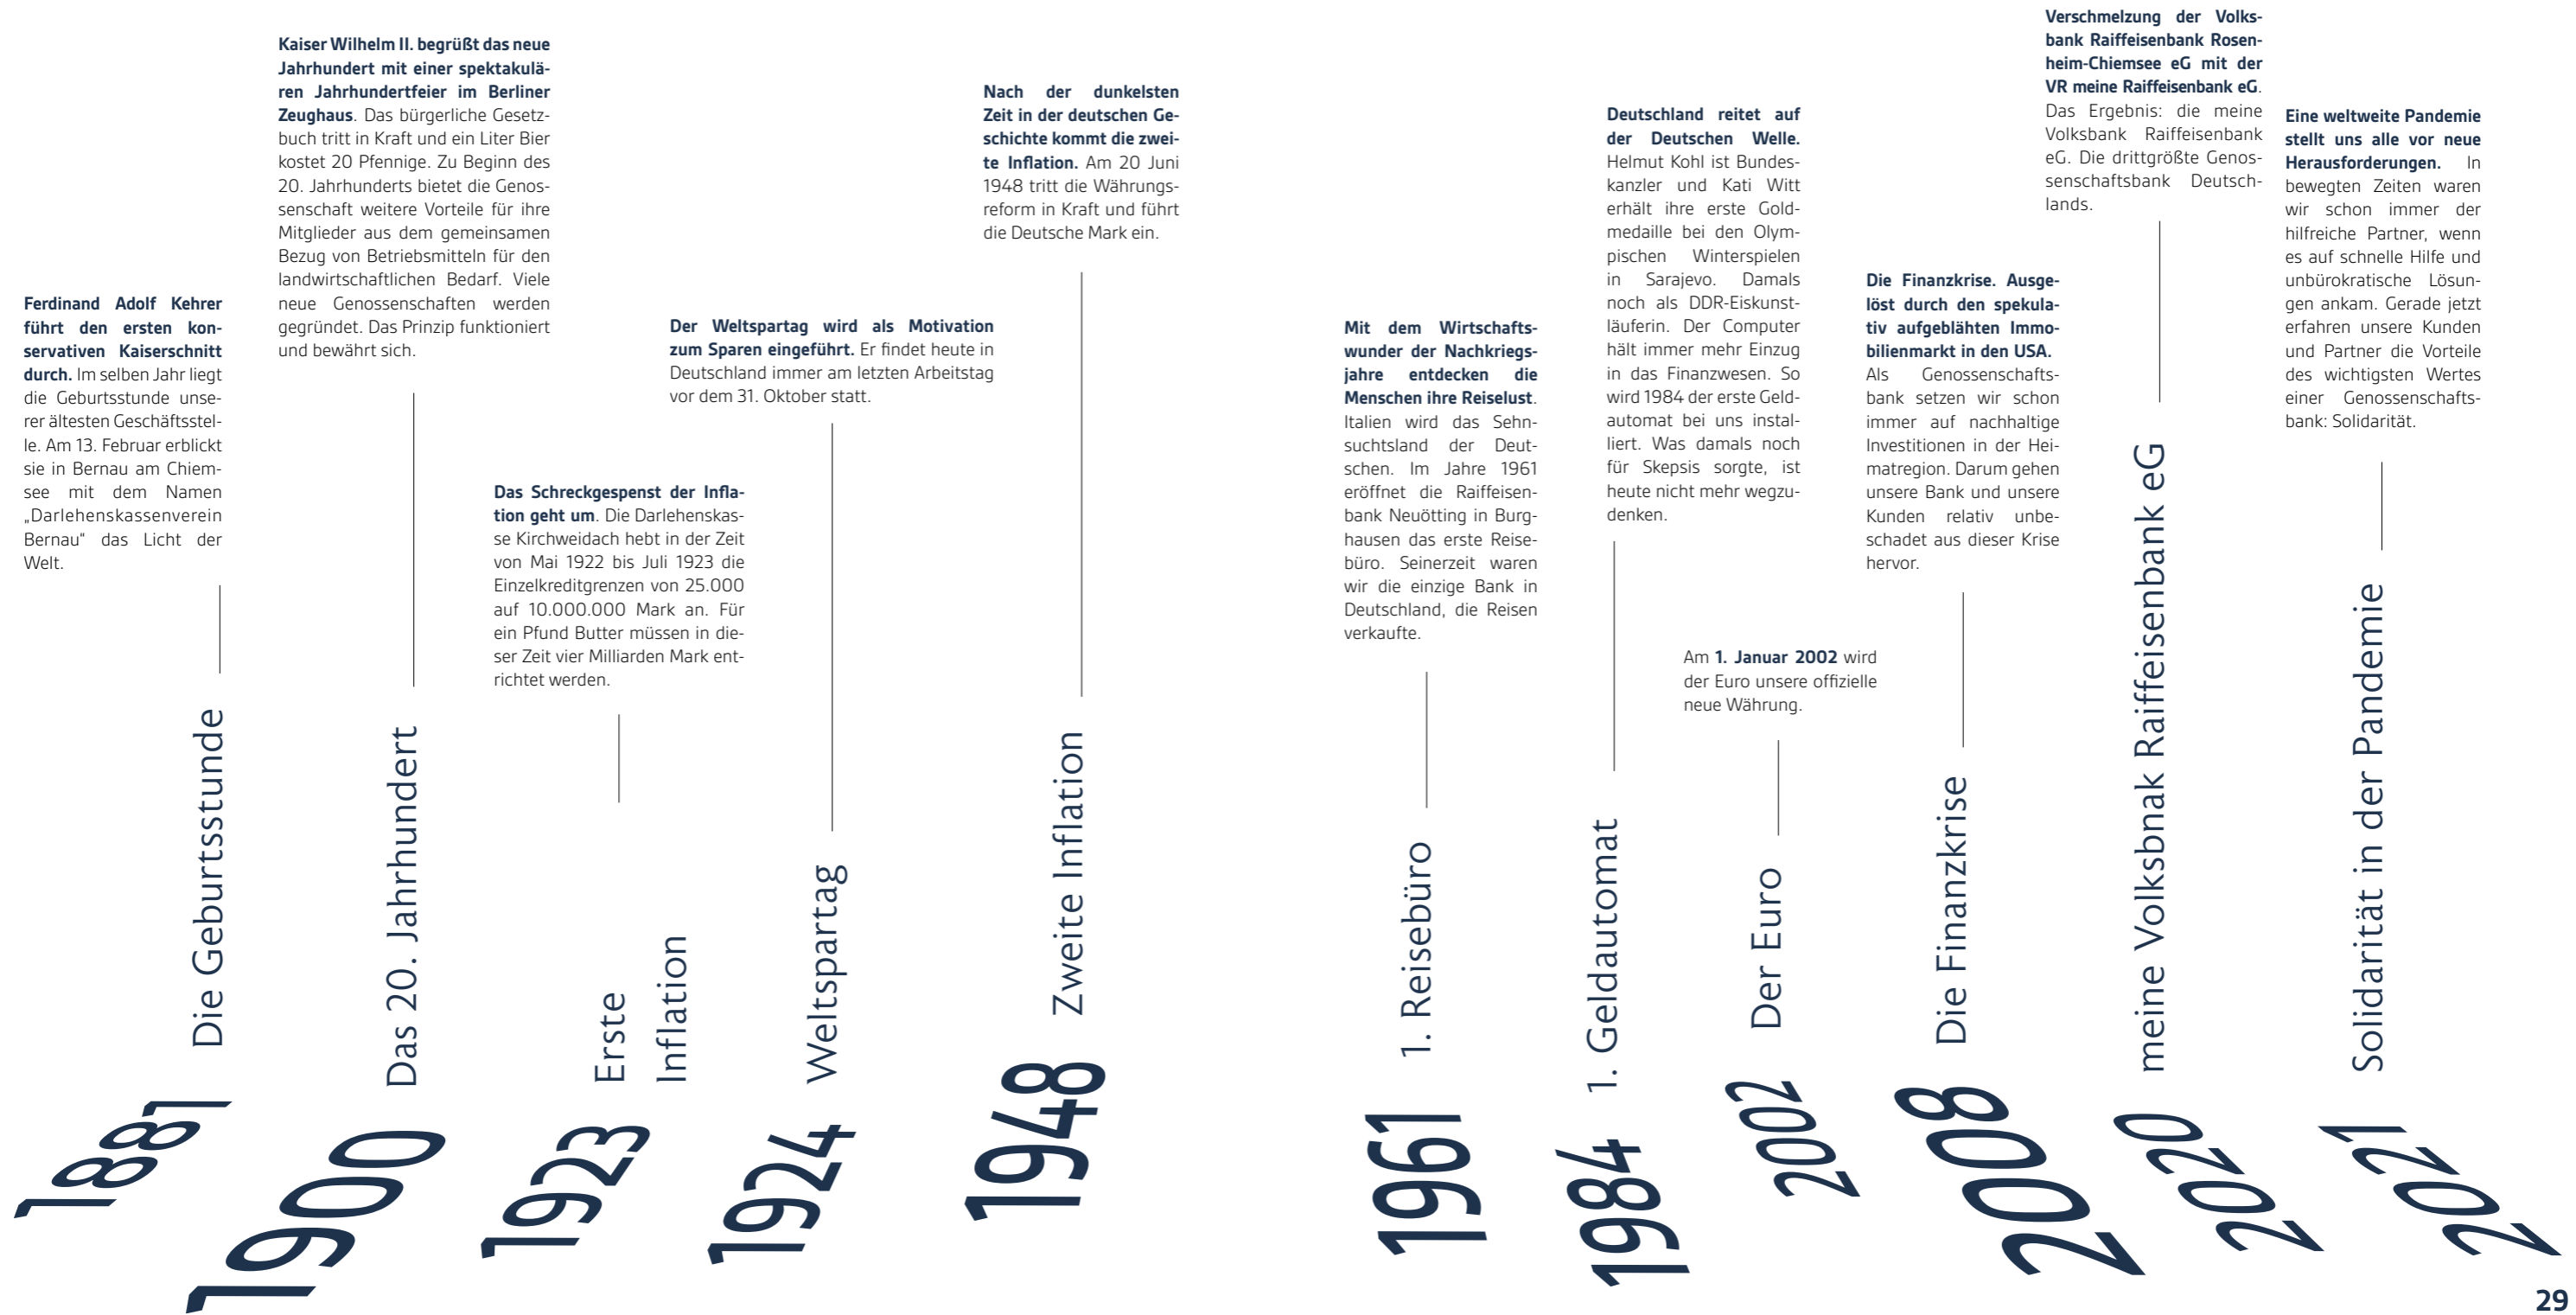 Ferdinand Adolf Kehrer
führt den ersten kon-
servativen Kaiserschnitt
durch. Im selben Jahr liegt
die Geburtsstunde unse-
rer ältesten Geschäftsstel-
le. Am 13. Februar erblickt
sie in Bernau am Chiem-
see mit dem Namen
„Darlehenskassenverein
Bernau“ das Licht der
Welt.
Die Geburtsstunde
1881
Kaiser Wilhelm II. begrüßt das neue
Jahrhundert mit einer spektakulä-
ren Jahrhundertfeier im Berliner
Zeughaus. Das bürgerliche Gesetz-
buch tritt in Kraft und ein Liter Bier
kostet 20 Pfennige. Zu Beginn des
20. Jahrhunderts bietet die Genos-
senschaft weitere Vorteile für ihre
Mitglieder aus dem gemeinsamen
Bezug von Betriebsmitteln für den
landwirtschaftlichen Bedarf. Viele
neue Genossenschaften werden
gegründet. Das Prinzip funktioniert
und bewährt sich.
Das 20. Jahrhundert
1900
Das Schreckgespenst der Infla-
tion geht um. Die Darlehenskas-
se Kirchweidach hebt in der Zeit
von Mai 1922 bis Juli 1923 die
Einzelkreditgrenzen von 25.000
auf 10.000.000 Mark an. Für
ein Pfund Butter müssen in die-
ser Zeit vier Milliarden Mark ent-
richtet werden.
Erste
Inflation
1923
Der Weltspartag wird als Motivation
zum Sparen eingeführt. Er findet heute in
Deutschland immer am letzten Arbeitstag
vor dem 31. Oktober statt.
Weltspartag
1924
Nach der dunkelsten
Zeit in der deutschen Ge-
schichte kommt die zwei-
te Inflation. Am 20 Juni
1948 tritt die Währungs-
reform in Kraft und führt
die Deutsche Mark ein.
Zweite Inflation
1948
Mit dem Wirtschafts-
wunder der Nachkriegs-
jahre entdecken die
Menschen ihre Reiselust.
Italien wird das Sehn-
suchtsland der Deut-
schen. Im Jahre 1961
eröffnet die Raiffeisen-
bank Neuötting in Burg-
hausen das erste Reise-
büro. Seinerzeit waren
wir die einzige Bank in
Deutschland, die Reisen
verkaufte.
1. Reisebüro
1961
Deutschland reitet auf
der Deutschen Welle.
Helmut Kohl ist Bundes-
kanzler und Kati Witt
erhält ihre erste Gold-
medaille bei den Olym-
pischen Winterspielen
in Sarajevo. Damals
noch als DDR-Eiskunst-
läuferin. Der Computer
hält immer mehr Einzug
in das Finanzwesen. So
wird 1984 der erste Geld-
automat bei uns instal-
liert. Was damals noch
für Skepsis sorgte, ist
heute nicht mehr wegzu-
denken.
1. Geldautomat
1984
Am 1. Januar 2002 wird
der Euro unsere offizielle
neue Währung.
Der Euro
2002
Die Finanzkrise. Ausge-
löst durch den spekula-
tiv aufgeblähten Immo-
bilienmarkt in den USA.
Als Genossenschafts-
bank setzen wir schon
immer auf nachhaltige
Investitionen in der Hei-
matregion. Darum gehen
unsere Bank und unsere
Kunden relativ unbe-
schadet aus dieser Krise
hervor.
Die Finanzkrise
2008
Verschmelzung der Volks-
bank Raiffeisenbank Rosen-
heim-Chiemsee eG mit der
VR meine Raiffeisenbank eG.
Das Ergebnis: die meine
Volksbank Raiffeisenbank
eG. Die drittgrößte Genos-
senschaftsbank Deutsch-
lands.
meine Volksbnak Raiffeisenbank eG
2020
Eine weltweite Pandemie
stellt uns alle vor neue
Herausforderungen. In
bewegten Zeiten waren
wir schon immer der
hilfreiche Partner, wenn
es auf schnelle Hilfe und
unbürokratische Lösun-
gen ankam. Gerade jetzt
erfahren unsere Kunden
und Partner die Vorteile
des wichtigsten Wertes
einer Genossenschafts-
bank: Solidarität.
Solidarität in der Pandemie
2021
29